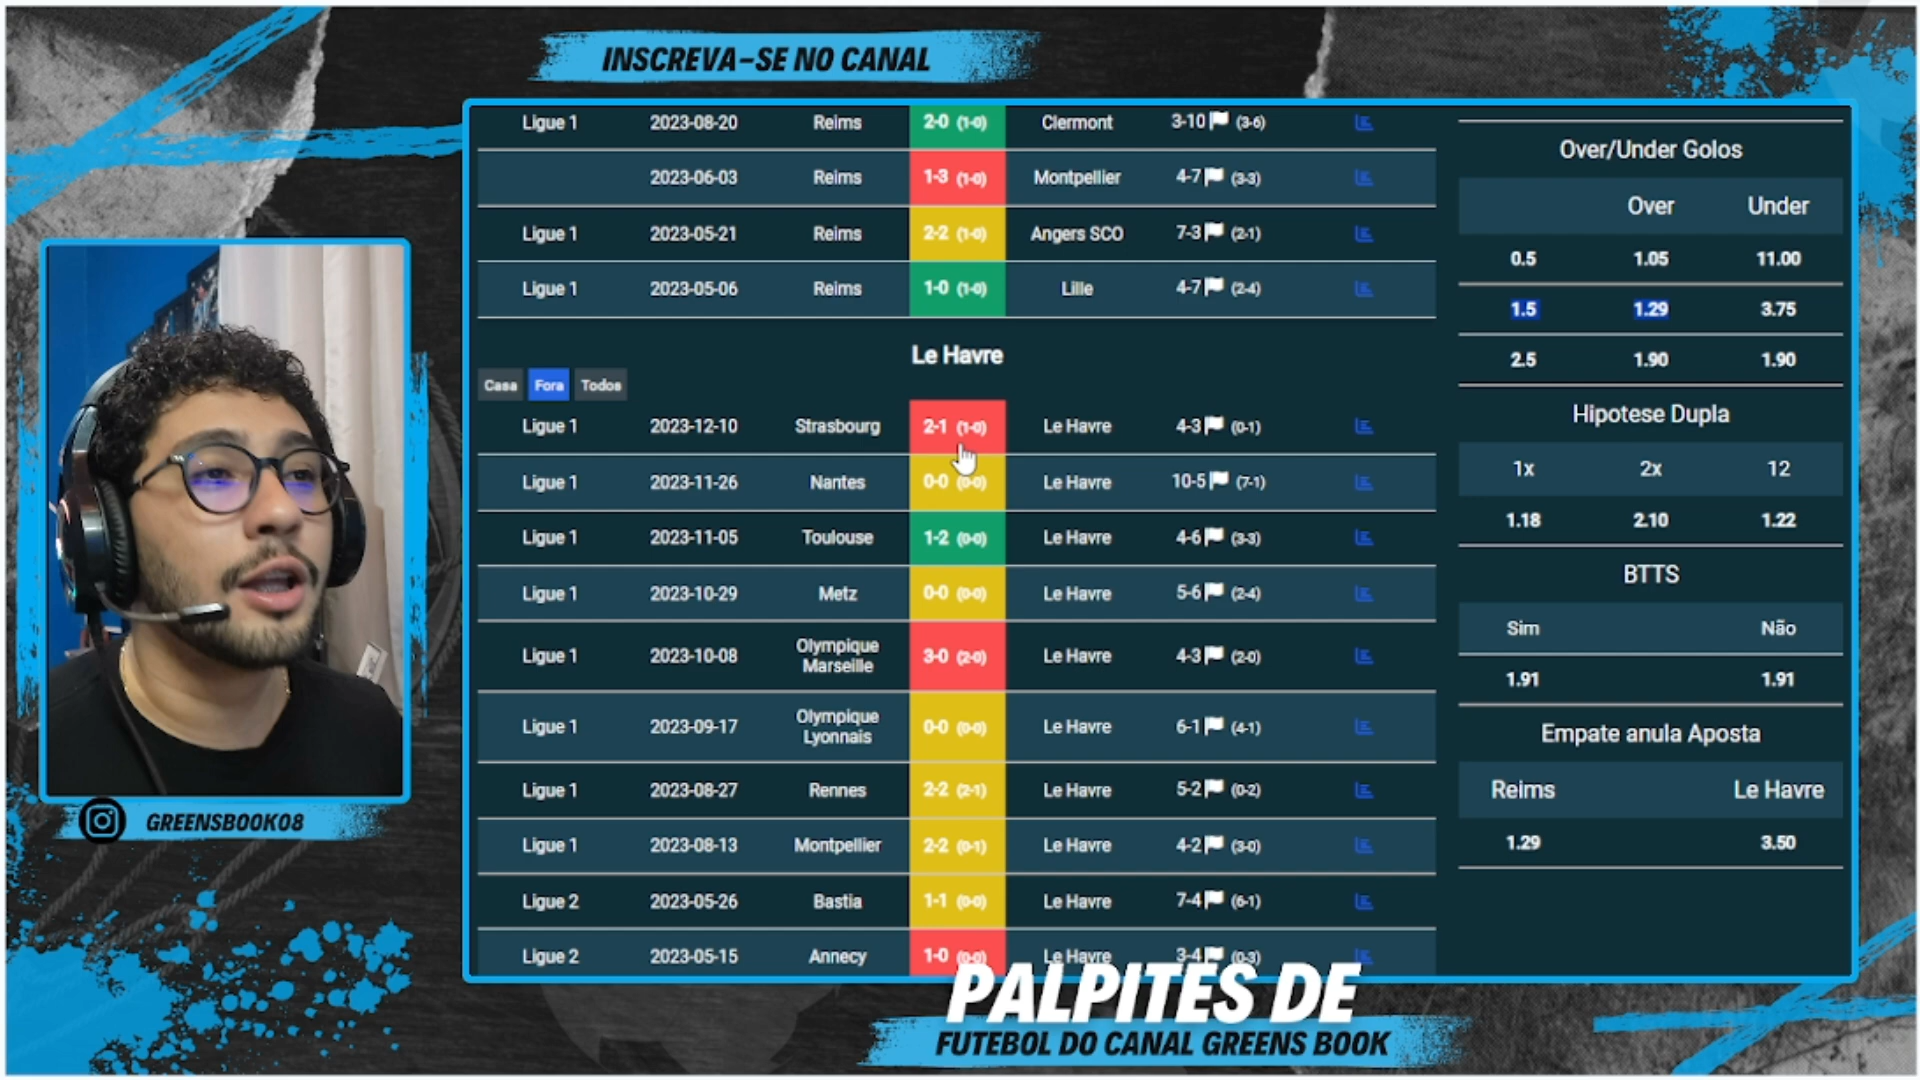 INSCREVA-SE NO CANAL
Ligue 1 2023-08-20 Reims 2-0 (1-0) Clermont 3-10 (3-6)
2023-06-03 Reims 1-3 (1-0) Montpellier 4-7 (3-3)
Ligue 1 2023-05-21 Reims 2-2 (1-0) Angers SCO 7-3 (2-1)
Ligue 1 2023-05-06 Reims 1-0 (1-0) Lille 4-7 (2-4)
Le Havre
Casa Fora Todos
Ligue 1 2023-12-10 Strasbourg 2-1 (1-0) Le Havre 4-3 (0-1)
Ligue 1 2023-11-26 Nantes 0-0 (0-0) Le Havre 10-5 (7-1)
Ligue 1 2023-11-05 Toulouse 1-2 (0-0) Le Havre 4-6 (3-3)
Ligue 1 2023-10-29 Metz 0-0 (0-0) Le Havre 5-6 (2-4)
Ligue 1 2023-10-08 Olympique Marseille 3-0 (2-0) Le Havre 4-3 (2-0)
Ligue 1 2023-09-17 Olympique Lyonnais 0-0 (0-0) Le Havre 6-1 (4-1)
Ligue 1 2023-08-27 Rennes 2-2 (2-1) Le Havre 5-2 (0-2)
Ligue 1 2023-08-13 Montpellier 2-2 (0-1) Le Havre 4-2 (3-0)
Ligue 2 2023-05-26 Bastia 1-1 (0-0) Le Havre 7-4 (6-1)
Ligue 2 2023-05-15 Annecy 1-0 (0-0) Le Havre 3-4 (0-3)
Over/Under Golos
Over Under
0.5 1.05 11.00
1.5 1.29 3.75
2.5 1.90 1.90
Hipotese Dupla
1x 2x 12
1.18 2.10 1.22
BTTS
Sim Não
1.91 1.91
Empate anula Aposta
Reims Le Havre
1.29 3.50
GREENSBOOK08
PALPITES DE
FUTEBOL DO CANAL GREENS BOOK